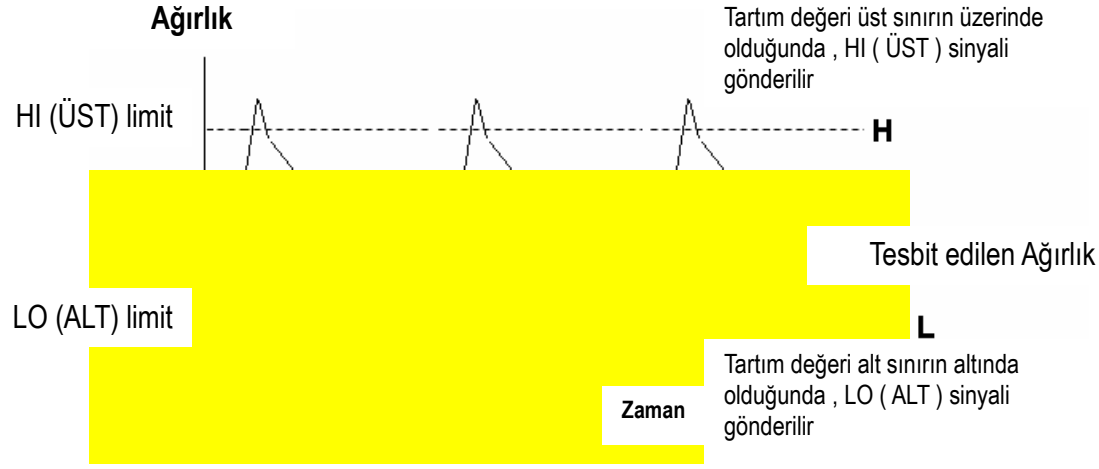 Ağırlık
Tartım değeri üst sınırın üzerinde
olduğunda , HI ( ÜST ) sinyali
gönderilir
HI (ÜST) limit
H
Tesbit edilen Ağırlık
LO (ALT) limit
L
Tartım değeri alt sınırın altında
olduğunda , LO ( ALT ) sinyali
gönderilir
Zaman